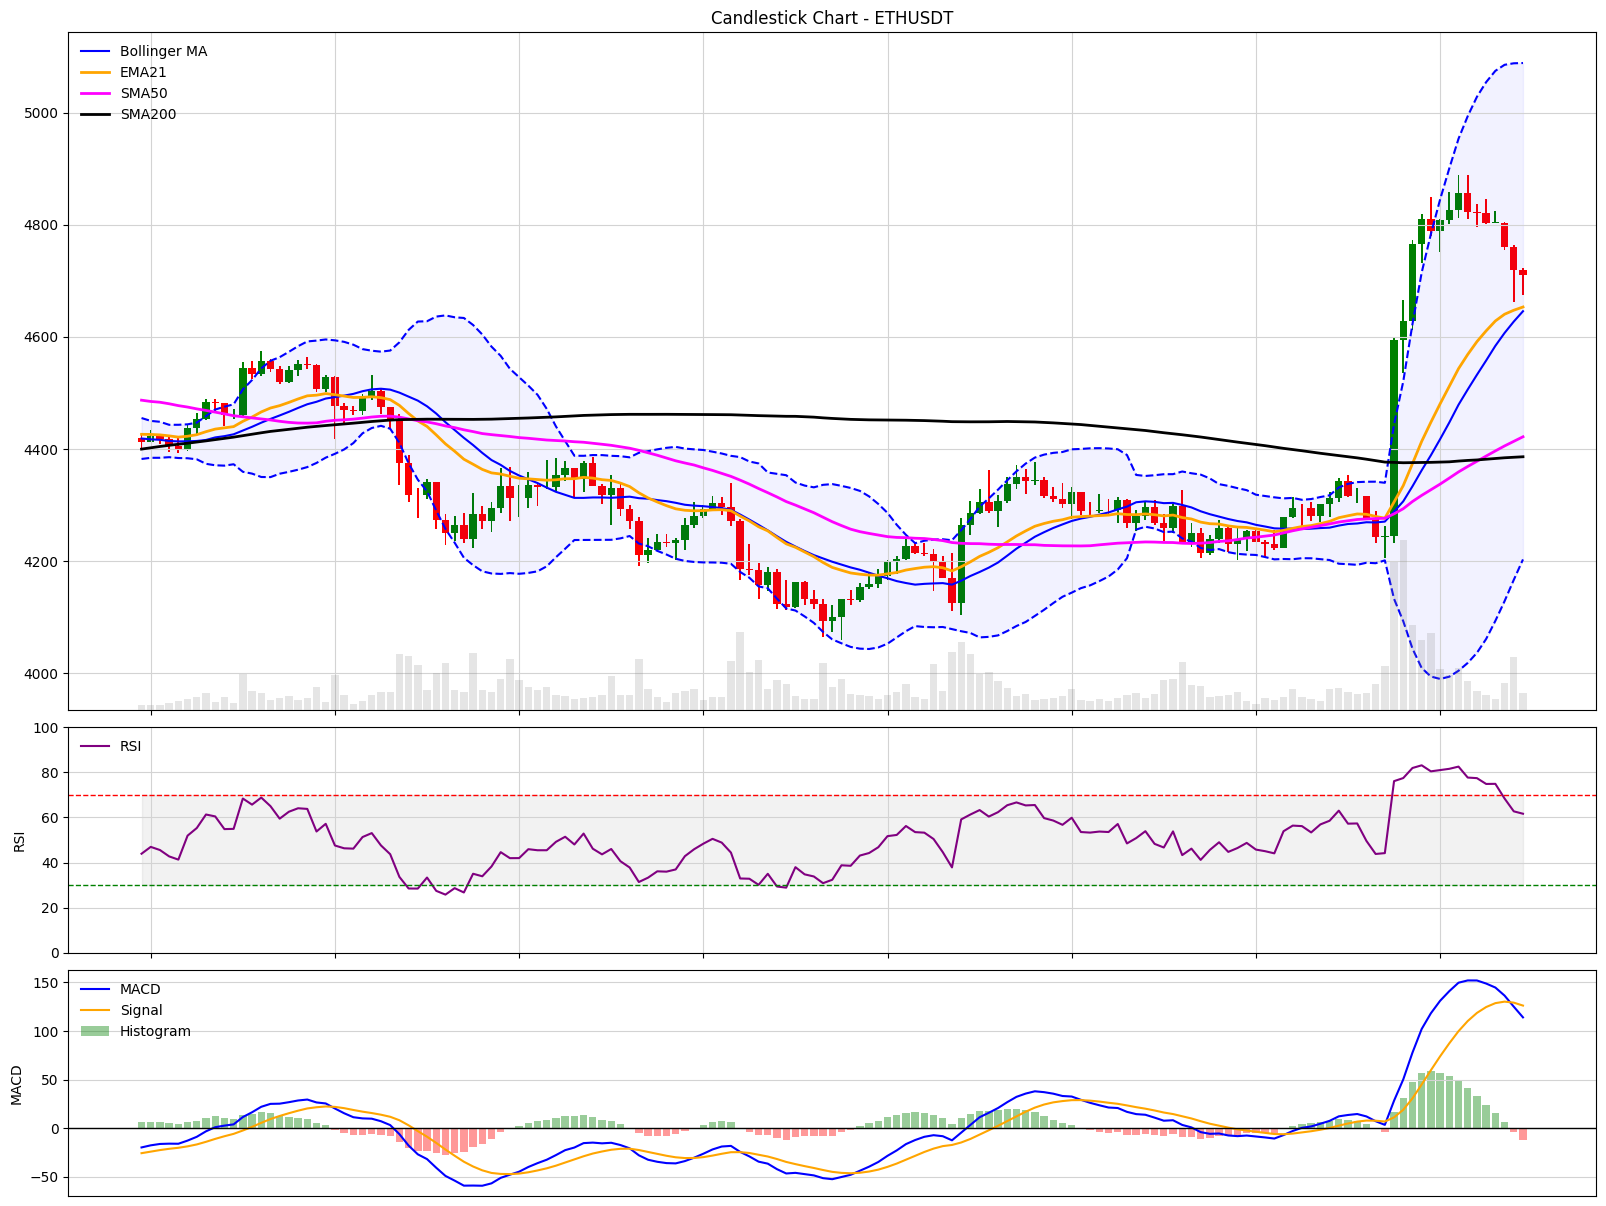 Candlestick Chart - ETHUSDT
Bollinger MA
EMA21
SMA50
SMA200
5000
4800
4600
4400
4200
4000
RSI
100
80
60
40
20
0
RSI
MACD
Signal
Histogram
150
100
50
0
−50
MACD